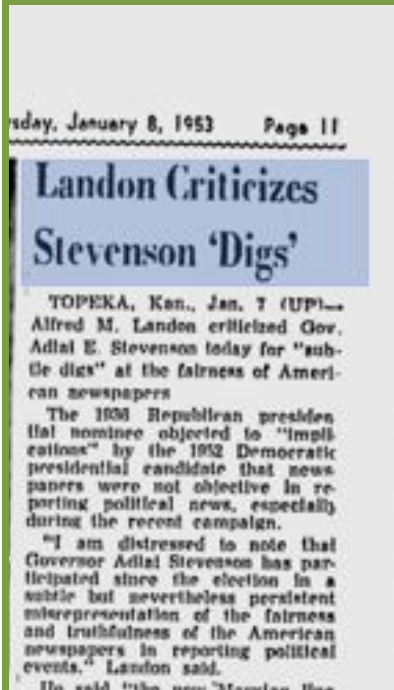 sday, January 8, 1953 Page 11
Landon Criticizes
Stevenson 'Digs'
TOPEKA, Kan., Jan. 7 (UP)—
Alfred M. Landon criticized Gov.
Adlai E. Stevenson today for "sub-
tle digs" at the fairness of Ameri-
can newspapers
The 1936 Republican presiden
tial nominee objected to "impli-
cations" by the 1952 Democratic
presidential candidate that news-
papers were not objective in re-
porting political news, especially
during the recent campaign.
"I am distressed to note that
Governor Adlai Stevenson has par-
ticipated since the election in a
subtle but nevertheless persistent
misrepresentation of the fairness
and truthfulness of the American
newspapers in reporting political
events." Landon said.
He said "the new